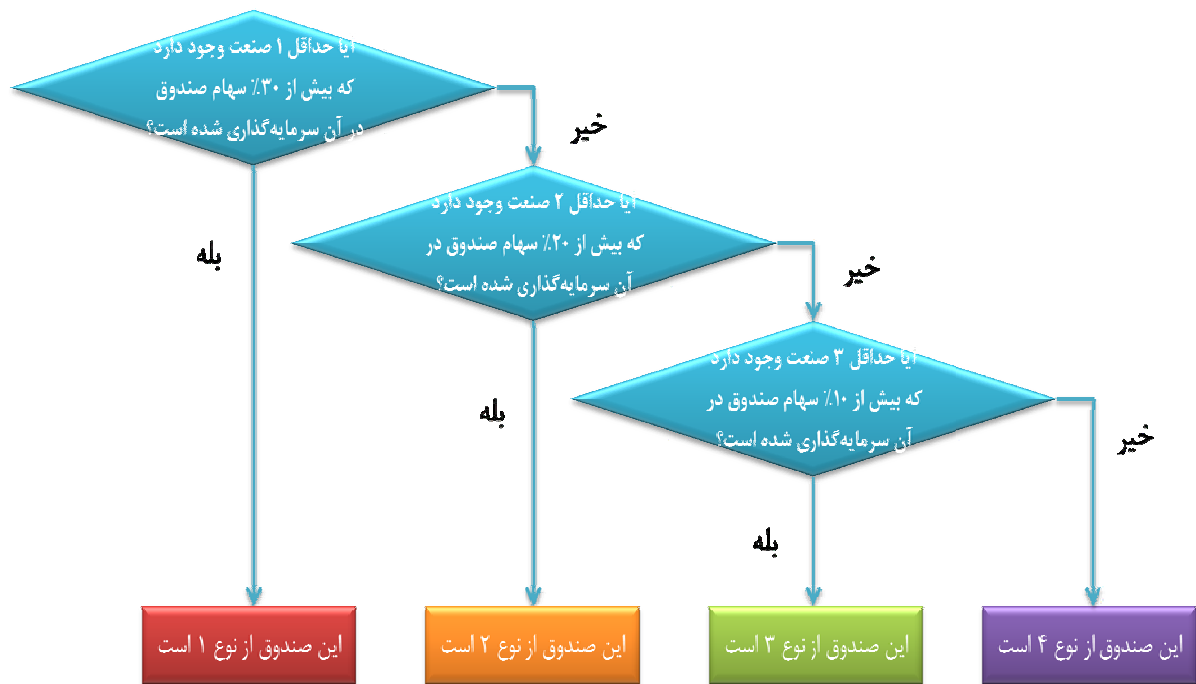 آیا حداقل ۱ صنعت وجود دارد
که بیش از ۳۰٪ سهام صندوق
در آن سرمایه‌گذاری شده است؟
خیر
بله
آیا حداقل ۲ صنعت وجود دارد
که بیش از ۲۰٪ سهام صندوق در
آن سرمایه‌گذاری شده است؟
خیر
بله
آیا حداقل ۳ صنعت وجود دارد
که بیش از ۱۰٪ سهام صندوق در
آن سرمایه‌گذاری شده است؟
خیر
بله
این صندوق از نوع ۱ است
این صندوق از نوع ۲ است
این صندوق از نوع ۳ است
این صندوق از نوع ۴ است